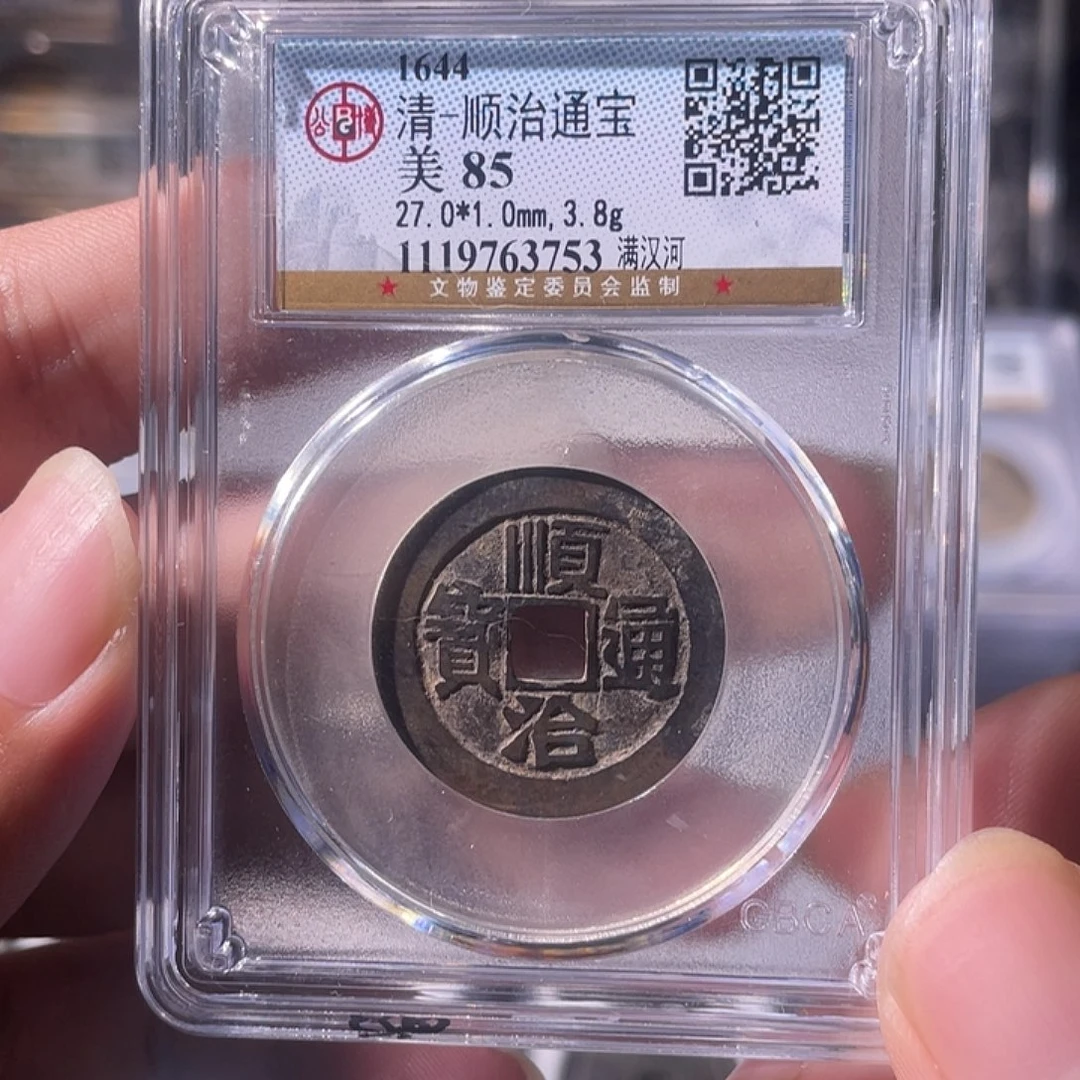 1644
清-顺治通宝
美 85
27.0*1.0mm, 3.8g
1119763753 满汉河
★ 文物鉴定委员会监制 ★
順
寶 通
治
GBCA